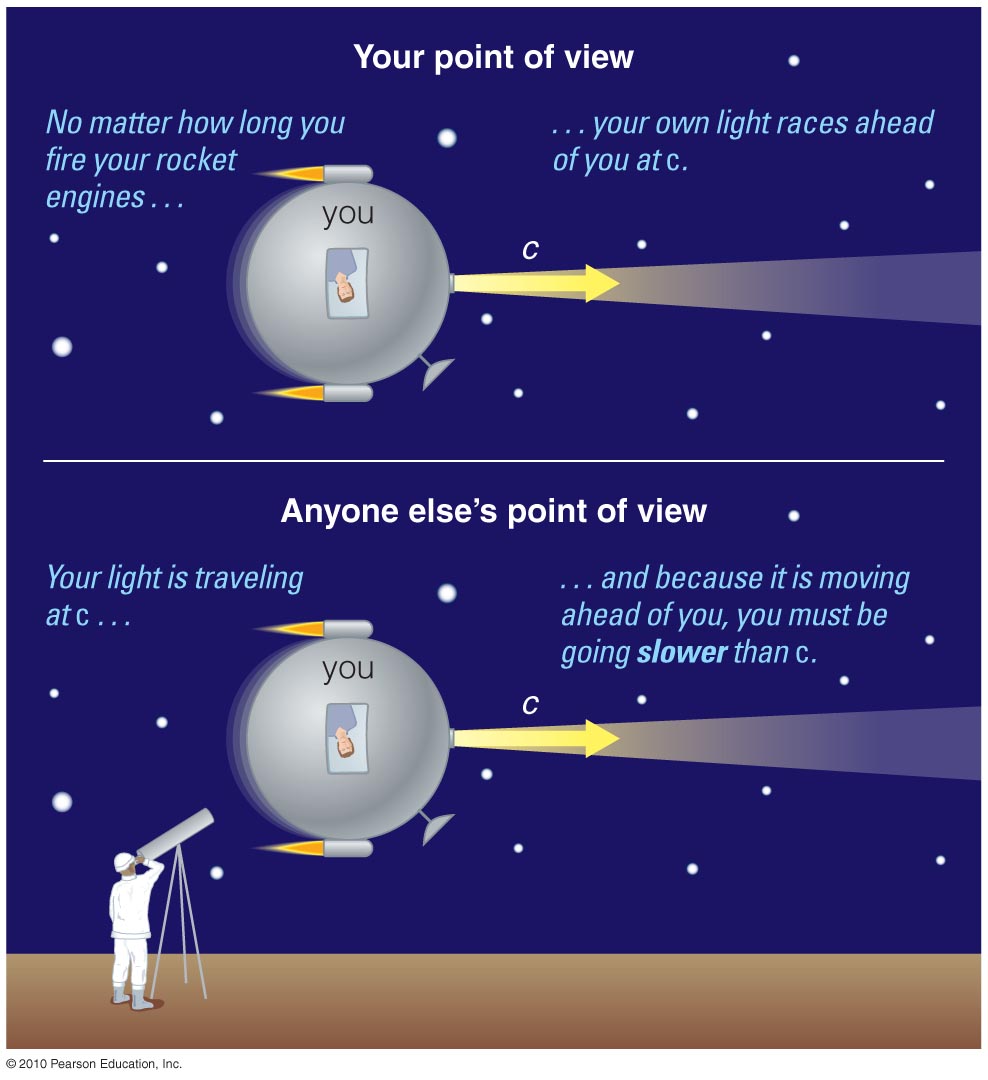 Your point of view
No matter how long you
fire your rocket
engines . . .
. . . your own light races ahead
of you at c.
you
c
Anyone else’s point of view
Your light is traveling
at c . . .
. . . and because it is moving
ahead of you, you must be
going slower than c.
you
c
© 2010 Pearson Education, Inc.